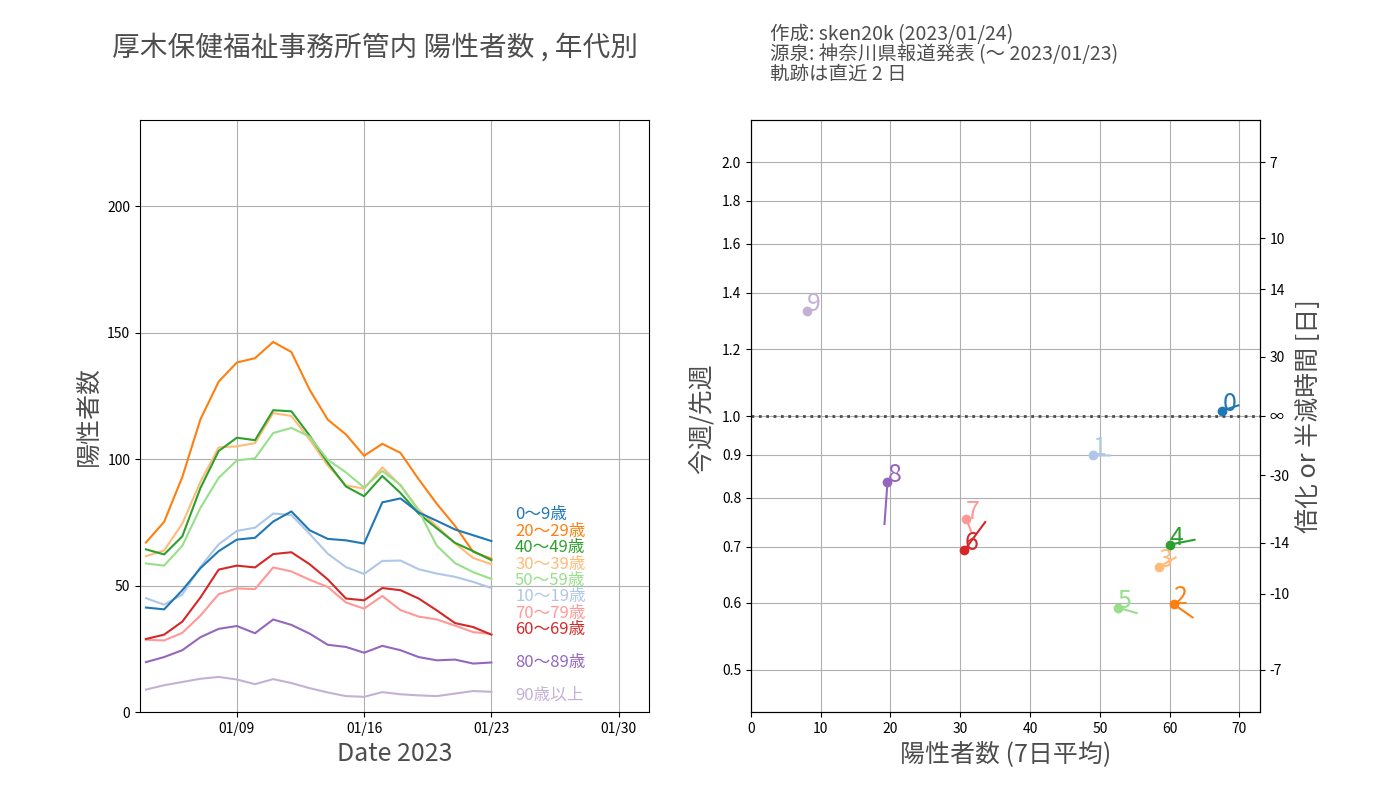 厚木保健福祉事務所管内 陽性者数 , 年代別
作成: sken20k (2023/01/24)
源泉: 神奈川県報道発表 (〜 2023/01/23)
軌跡は直近 2 日
陽性者数
200
150
100
50
0
01/09
01/16
01/23
01/30
Date 2023
0〜9歳
20〜29歳
40〜49歳
30〜39歳
50〜59歳
10〜19歳
70〜79歳
60〜69歳
80〜89歳
90歳以上
今週/先週
2.0
1.8
1.6
1.4
1.2
1.0
0.9
0.8
0.7
0.6
0.5
0
10
20
30
40
50
60
70
陽性者数 (7日平均)
9
0
1
8
7
6
4
3
2
5
7
10
14
30
∞
-30
-14
-10
-7
倍化 or 半減時間 [日]